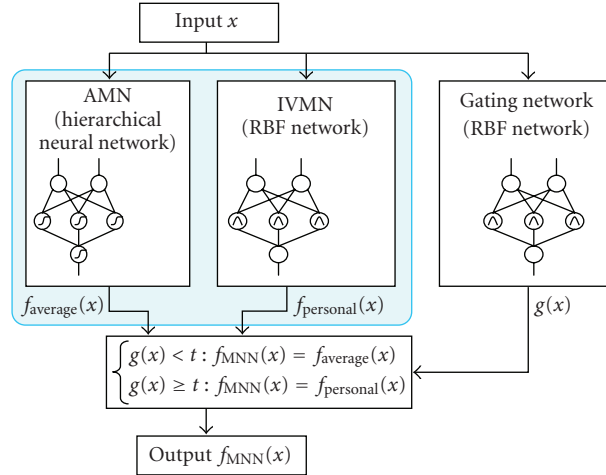 Input x
AMN
(hierarchical
neural network)
IVMN
(RBF network)
Gating network
(RBF network)
f_average(x)
f_personal(x)
g(x)
g(x) < t : f_MNN(x) = f_average(x)
g(x) ≥ t : f_MNN(x) = f_personal(x)
Output f_MNN(x)